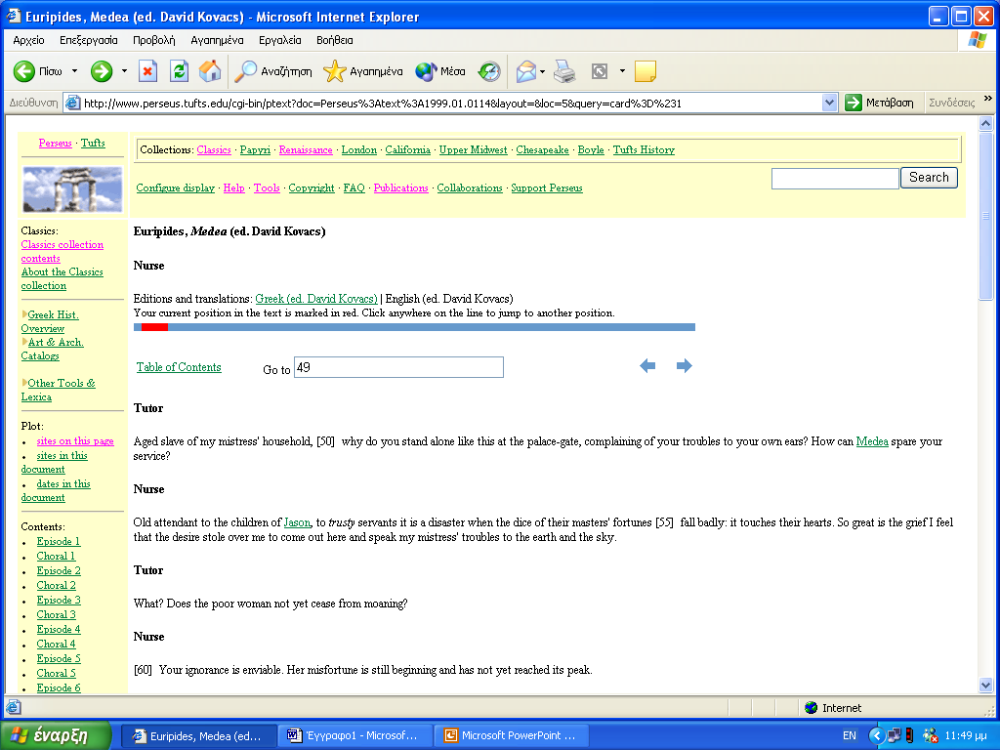 Euripides, Medea (ed. David Kovacs) - Microsoft Internet Explorer
Αρχείο Επεξεργασία Προβολή Αγαπημένα Εργαλεία Βοήθεια
Πίσω Αναζήτηση Αγαπημένα Μέσα
Διεύθυνση http://www.perseus.tufts.edu/cgi-bin/ptext?doc=Perseus%3Atext%3A1999.01.0114&layout=&loc=5&query=card%3D%231 Μετάβαση Συνδέσεις »
Perseus · Tufts
Collections: Classics · Papyri · Renaissance · London · California · Upper Midwest · Chesapeake · Boyle · Tufts History
Configure display · Help · Tools · Copyright · FAQ · Publications · Collaborations · Support Perseus
Search
Classics:
Classics collection
contents
About the Classics
collection
Greek Hist.
Overview
Art & Arch.
Catalogs
Other Tools &
Lexica
Plot:
• sites on this page
• sites in this
document
• dates in this
document
Contents:
• Episode 1
• Choral 1
• Episode 2
• Choral 2
• Episode 3
• Choral 3
• Episode 4
• Choral 4
• Episode 5
• Choral 5
• Episode 6
Euripides, Medea (ed. David Kovacs)
Nurse
Editions and translations: Greek (ed. David Kovacs) | English (ed. David Kovacs)
Your current position in the text is marked in red. Click anywhere on the line to jump to another position.
Table of Contents Go to 49
Tutor
Aged slave of my mistress' household, [50] why do you stand alone like this at the palace-gate, complaining of your troubles to your own ears? How can Medea spare your
service?
Nurse
Old attendant to the children of Jason, to trusty servants it is a disaster when the dice of their masters' fortunes [55] fall badly: it touches their hearts. So great is the grief I feel
that the desire stole over me to come out here and speak my mistress' troubles to the earth and the sky.
Tutor
What? Does the poor woman not yet cease from moaning?
Nurse
[60] Your ignorance is enviable. Her misfortune is still beginning and has not yet reached its peak.
Internet
έναρξη Euripides, Medea (ed... Έγγραφο1 - Microsof... Microsoft PowerPoint ... EN 11:49 μμ